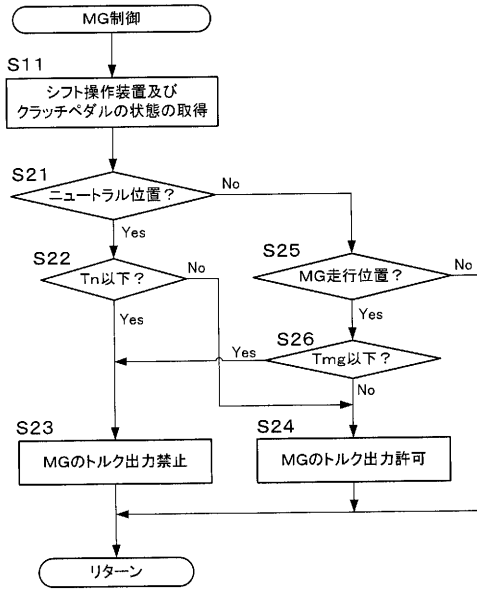 MG制御
S11
シフト操作装置及び
クラッチペダルの状態の取得
S21
ニュートラル位置？
No
Yes
S22
Tn以下？
No
Yes
S25
MG走行位置？
No
Yes
S26
Tmg以下？
Yes
No
S23
MGのトルク出力禁止
S24
MGのトルク出力許可
リターン